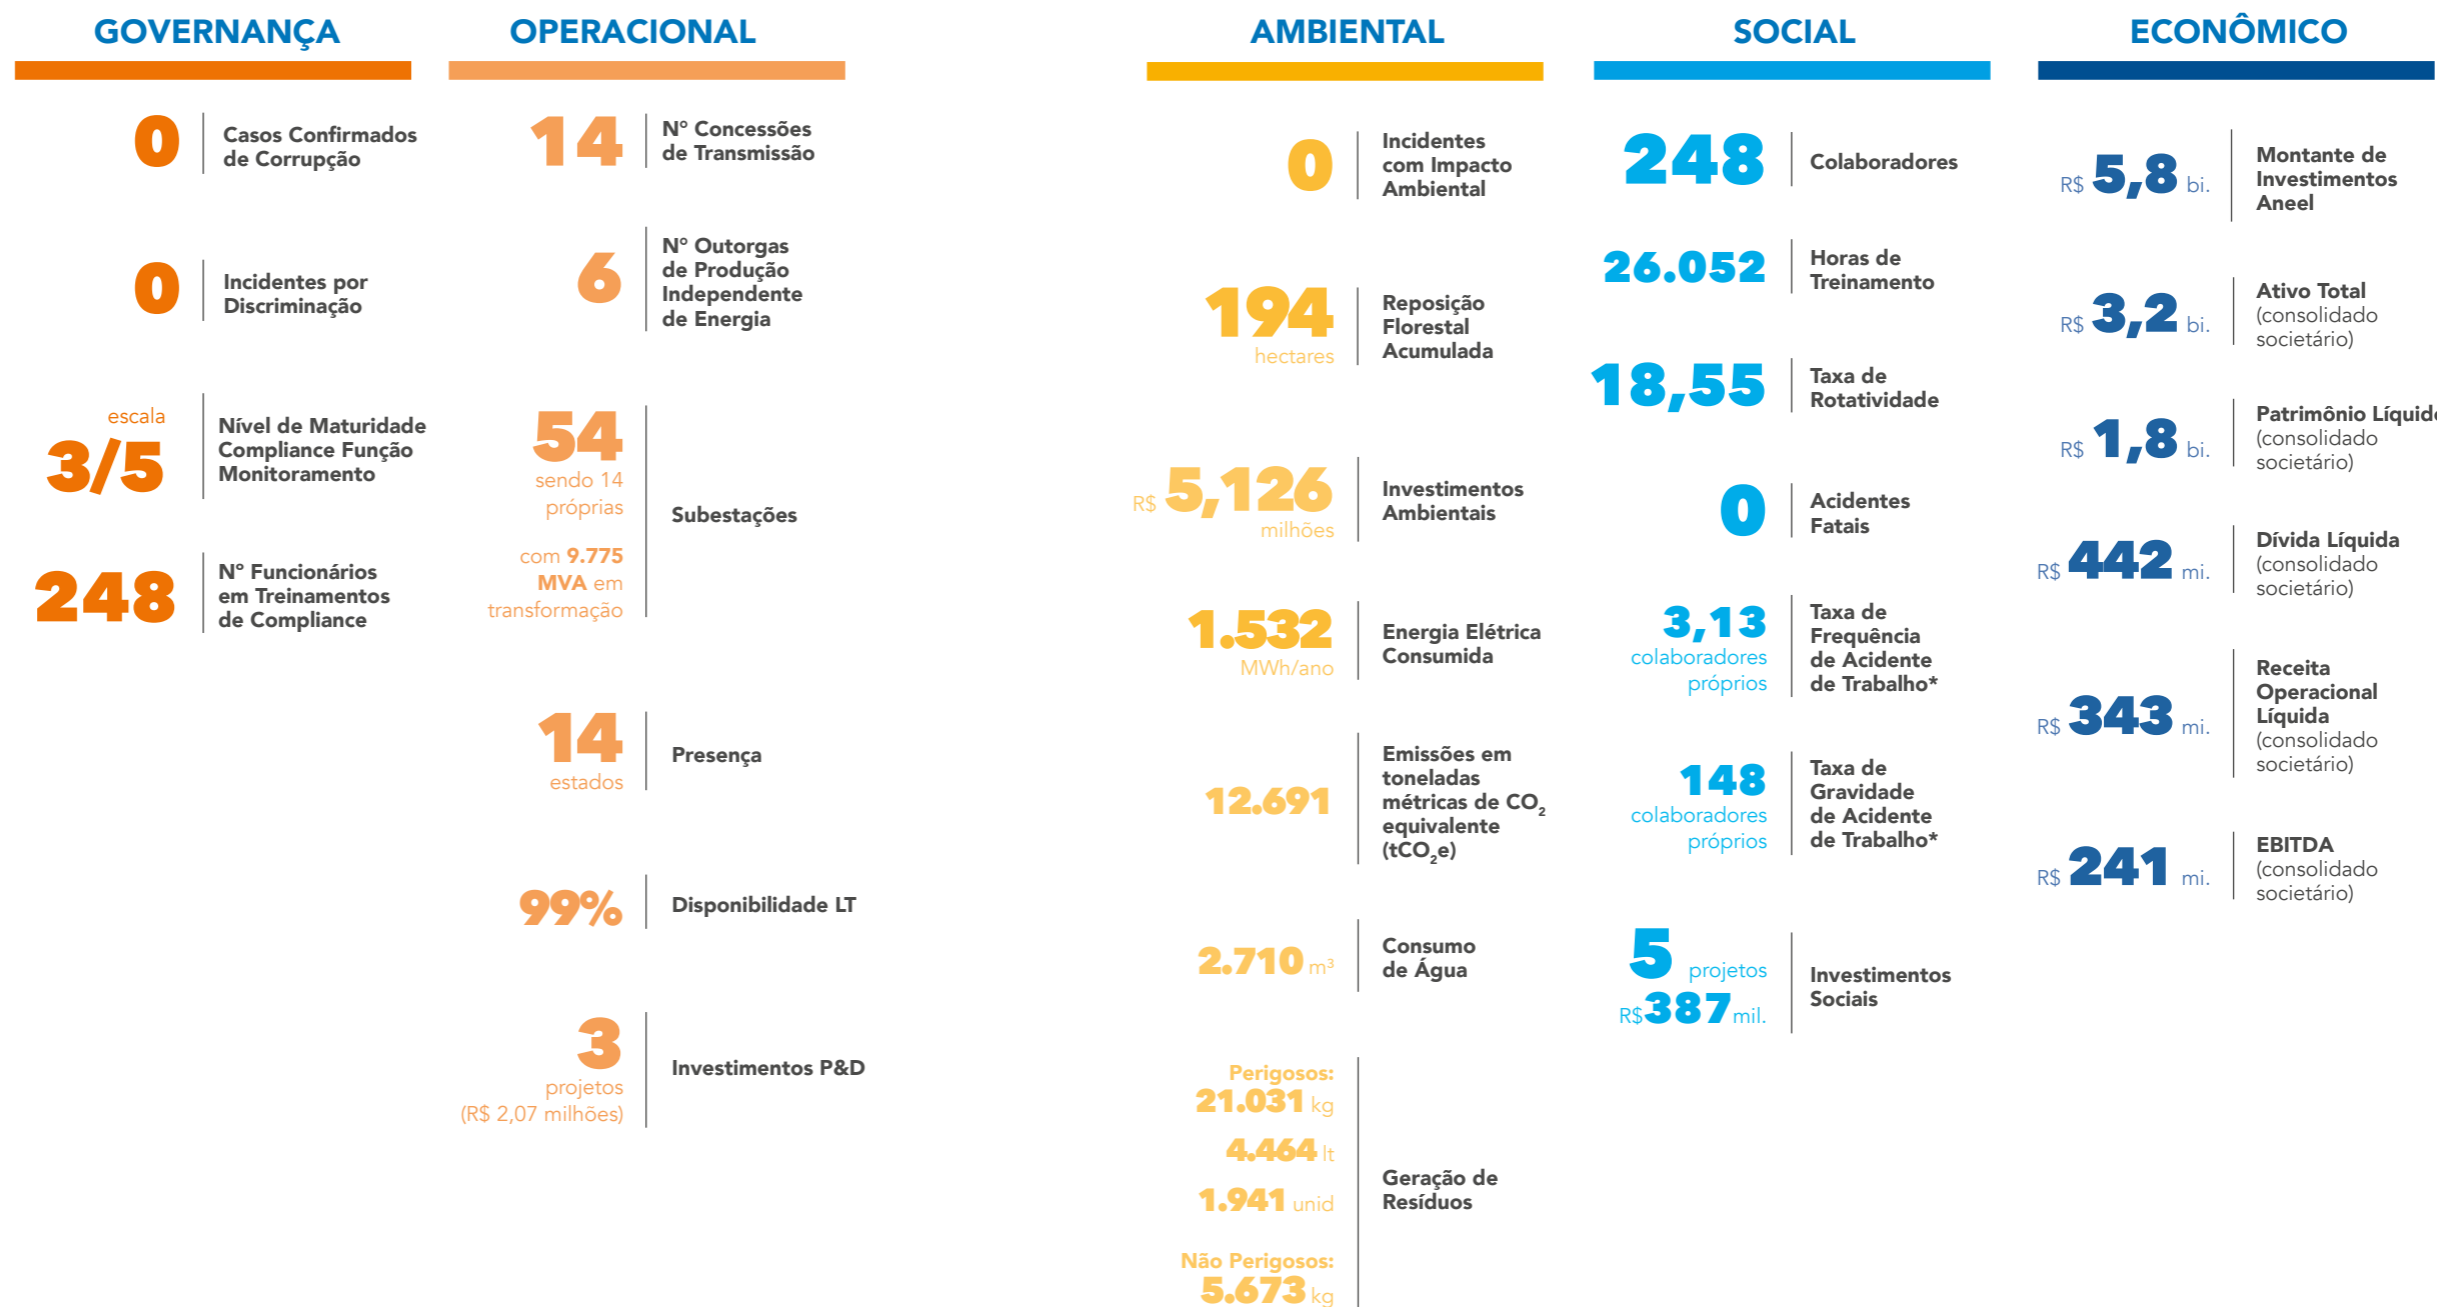 GOVERNANÇA
0
Casos Confirmados
de Corrupção
0
Incidentes por
Discriminação
escala
3/5
Nível de Maturidade
Compliance Função
Monitoramento
248
Nº Funcionários
em Treinamentos
de Compliance
OPERACIONAL
14
Nº Concessões
de Transmissão
6
Nº Outorgas
de Produção
Independente
de Energia
54
sendo 14
próprias
com 9.775
MVA em
transformação
Subestações
14
estados
Presença
99%
Disponibilidade LT
3
projetos
(R$ 2,07 milhões)
Investimentos P&D
AMBIENTAL
0
Incidentes
com Impacto
Ambiental
194
hectares
Reposição
Florestal
Acumulada
R$ 5,126
milhões
Investimentos
Ambientais
1.532
MWh/ano
Energia Elétrica
Consumida
12.691
Emissões em
toneladas
métricas de CO₂
equivalente
(tCO₂e)
2.710 m³
Consumo
de Água
Perigosos:
21.031 kg
4.464 lt
1.941 unid
Não Perigosos:
5.673 kg
Geração de
Resíduos
SOCIAL
248
Colaboradores
26.052
Horas de
Treinamento
18,55
Taxa de
Rotatividade
0
Acidentes
Fatais
3,13
colaboradores
próprios
Taxa de
Frequência
de Acidente
de Trabalho*
148
colaboradores
próprios
Taxa de
Gravidade
de Acidente
de Trabalho*
5 projetos
R$387 mil.
Investimentos
Sociais
ECONÔMICO
R$ 5,8 bi.
Montante de
Investimentos
Aneel
R$ 3,2 bi.
Ativo Total
(consolidado
societário)
R$ 1,8 bi.
Patrimônio Líquido
(consolidado
societário)
R$ 442 mi.
Dívida Líquida
(consolidado
societário)
R$ 343 mi.
Receita
Operacional
Líquida
(consolidado
societário)
R$ 241 mi.
EBITDA
(consolidado
societário)